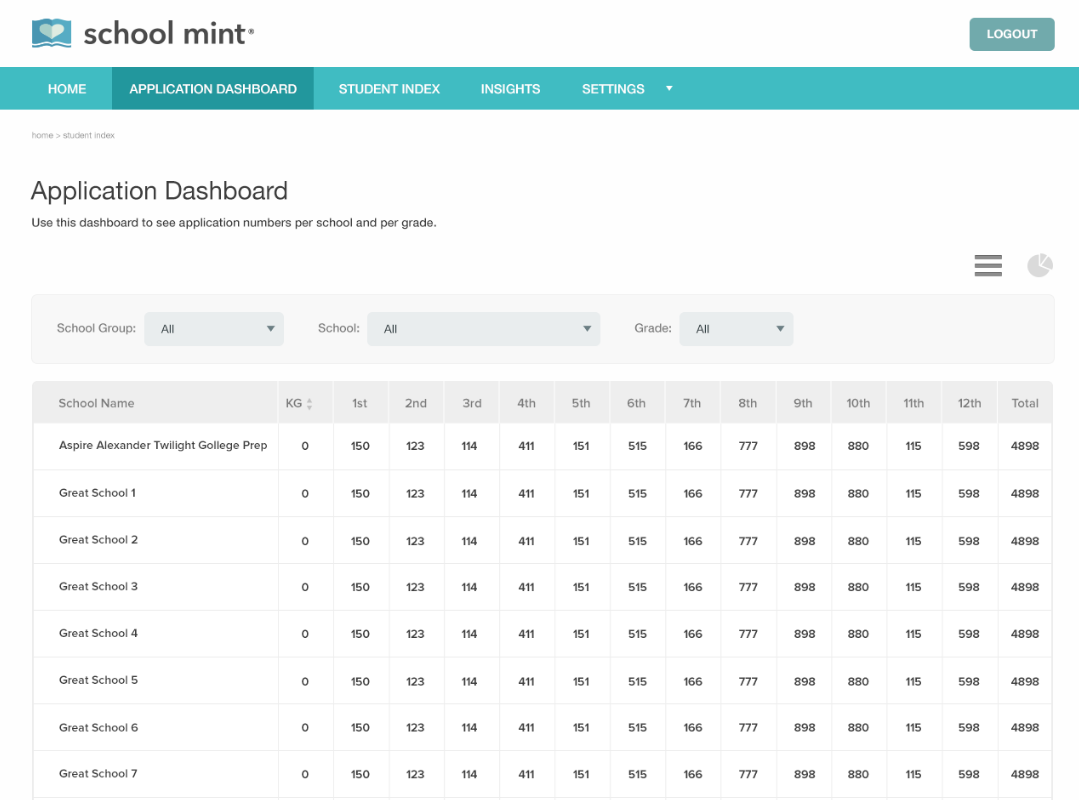 school mint®
LOGOUT
HOME APPLICATION DASHBOARD STUDENT INDEX INSIGHTS SETTINGS
home > student index
Application Dashboard
Use this dashboard to see application numbers per school and per grade.
School Group: All School: All Grade: All
School Name KG 1st 2nd 3rd 4th 5th 6th 7th 8th 9th 10th 11th 12th Total
Aspire Alexander Twilight Gollege Prep 0 150 123 114 411 151 515 166 777 898 880 115 598 4898
Great School 1 0 150 123 114 411 151 515 166 777 898 880 115 598 4898
Great School 2 0 150 123 114 411 151 515 166 777 898 880 115 598 4898
Great School 3 0 150 123 114 411 151 515 166 777 898 880 115 598 4898
Great School 4 0 150 123 114 411 151 515 166 777 898 880 115 598 4898
Great School 5 0 150 123 114 411 151 515 166 777 898 880 115 598 4898
Great School 6 0 150 123 114 411 151 515 166 777 898 880 115 598 4898
Great School 7 0 150 123 114 411 151 515 166 777 898 880 115 598 4898